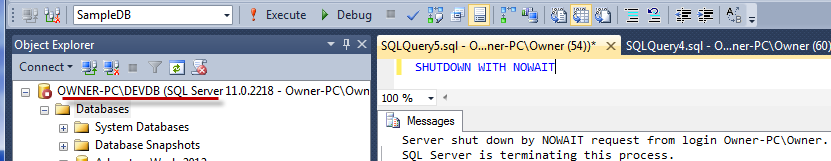 SampleDB
Execute
Debug
Object Explorer
Connect
OWNER-PC\DEVDB (SQL Server 11.0.2218 - Owner-PC\Own
Databases
System Databases
Database Snapshots
SQLQuery5.sql - O...ner-PC\Owner (54))*
SQLQuery4.sql - O...ner-PC\Owner (60)
SHUTDOWN WITH NOWAIT
100 %
Messages
Server shut down by NOWAIT request from login Owner-PC\Owner.
SQL Server is terminating this process.